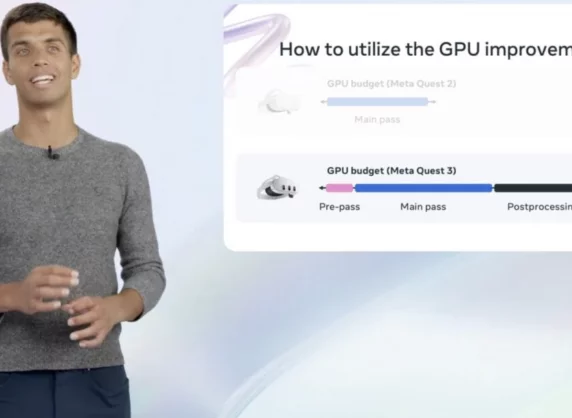 How to utilize the GPU improvem
GPU budget (Meta Quest 2)
Main pass
GPU budget (Meta Quest 3)
Pre-pass
Main pass
Postprocessin